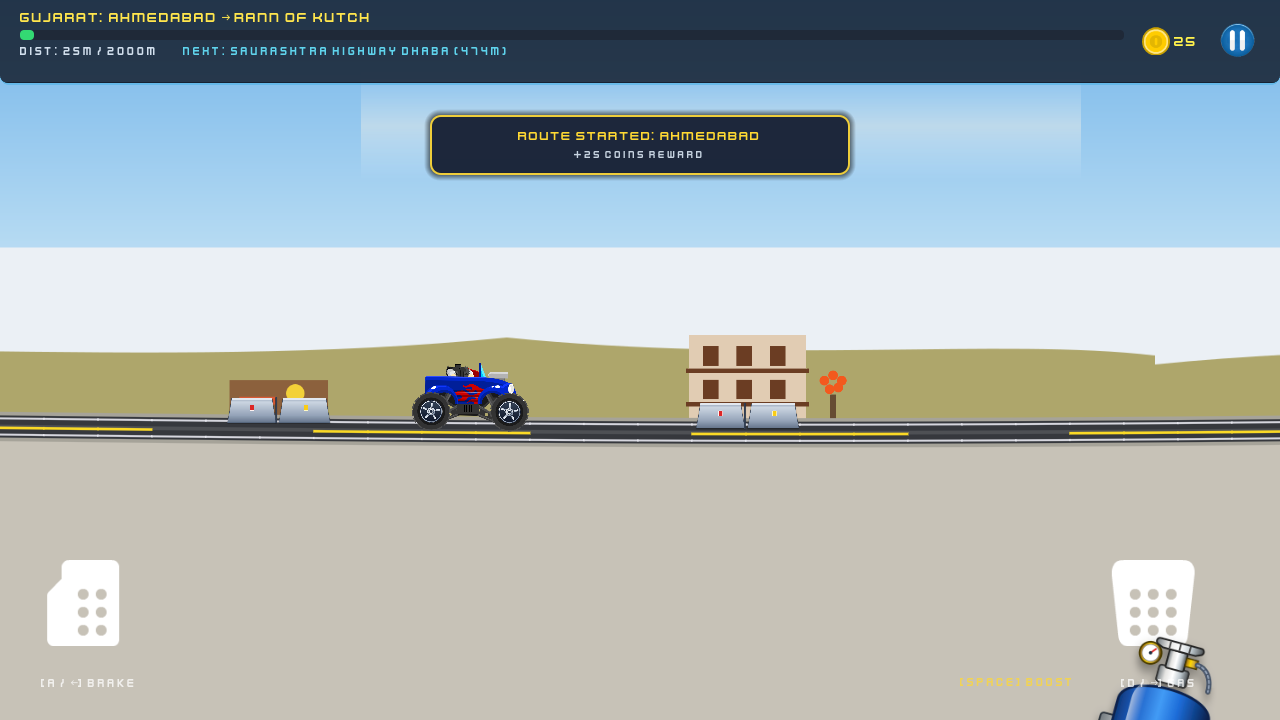 GUJARAT: AHMEDABAD → RANN OF KUTCH
DIST: 25M / 2000M
NEXT: SAURASHTRA HIGHWAY DHABA (474M)
25
ROUTE STARTED: AHMEDABAD
+25 COINS REWARD
[A / ←] BRAKE
[SPACE] BOOST
[D / →] GAS